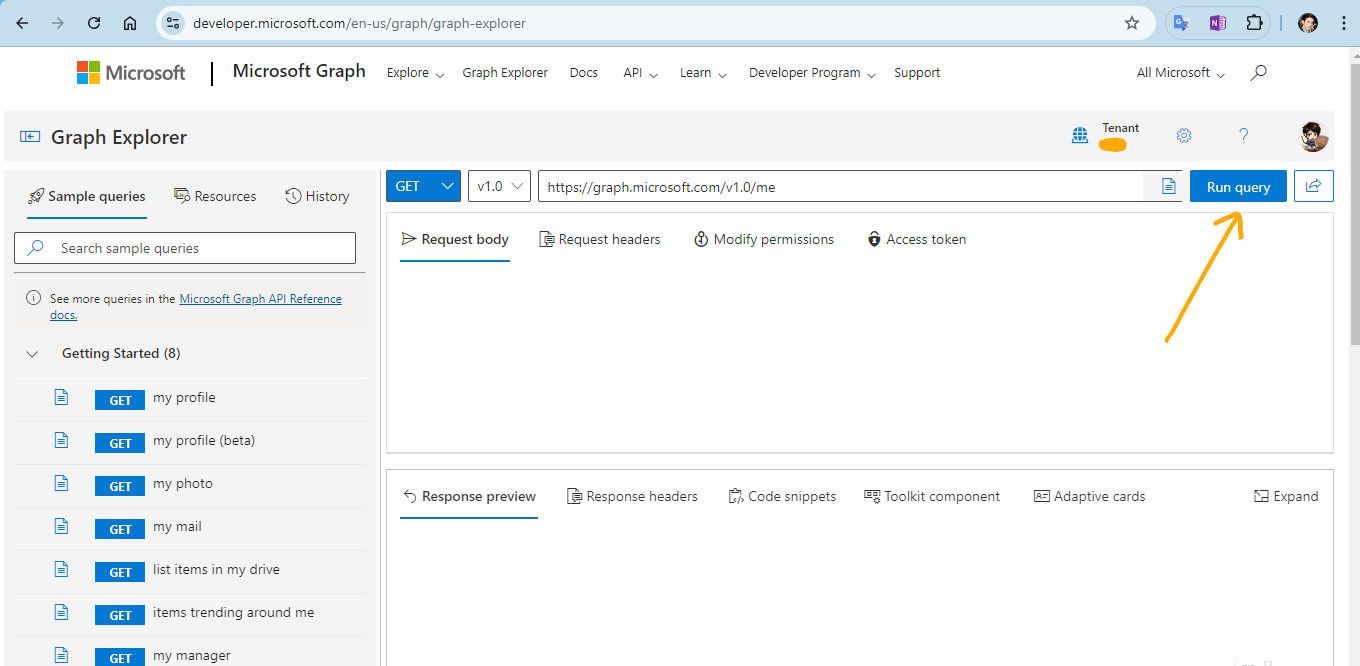 developer.microsoft.com/en-us/graph/graph-explorer
Microsoft Microsoft Graph Explore Graph Explorer Docs API Learn Developer Program Support All Microsoft
Graph Explorer Tenant ?
Sample queries Resources History
GET v1.0 https://graph.microsoft.com/v1.0/me Run query
Search sample queries
Request body Request headers Modify permissions Access token
See more queries in the Microsoft Graph API Reference
docs.
Getting Started (8)
GET my profile
GET my profile (beta)
GET my photo
GET my mail
GET list items in my drive
GET items trending around me
GET my manager
Response preview Response headers Code snippets Toolkit component Adaptive cards Expand